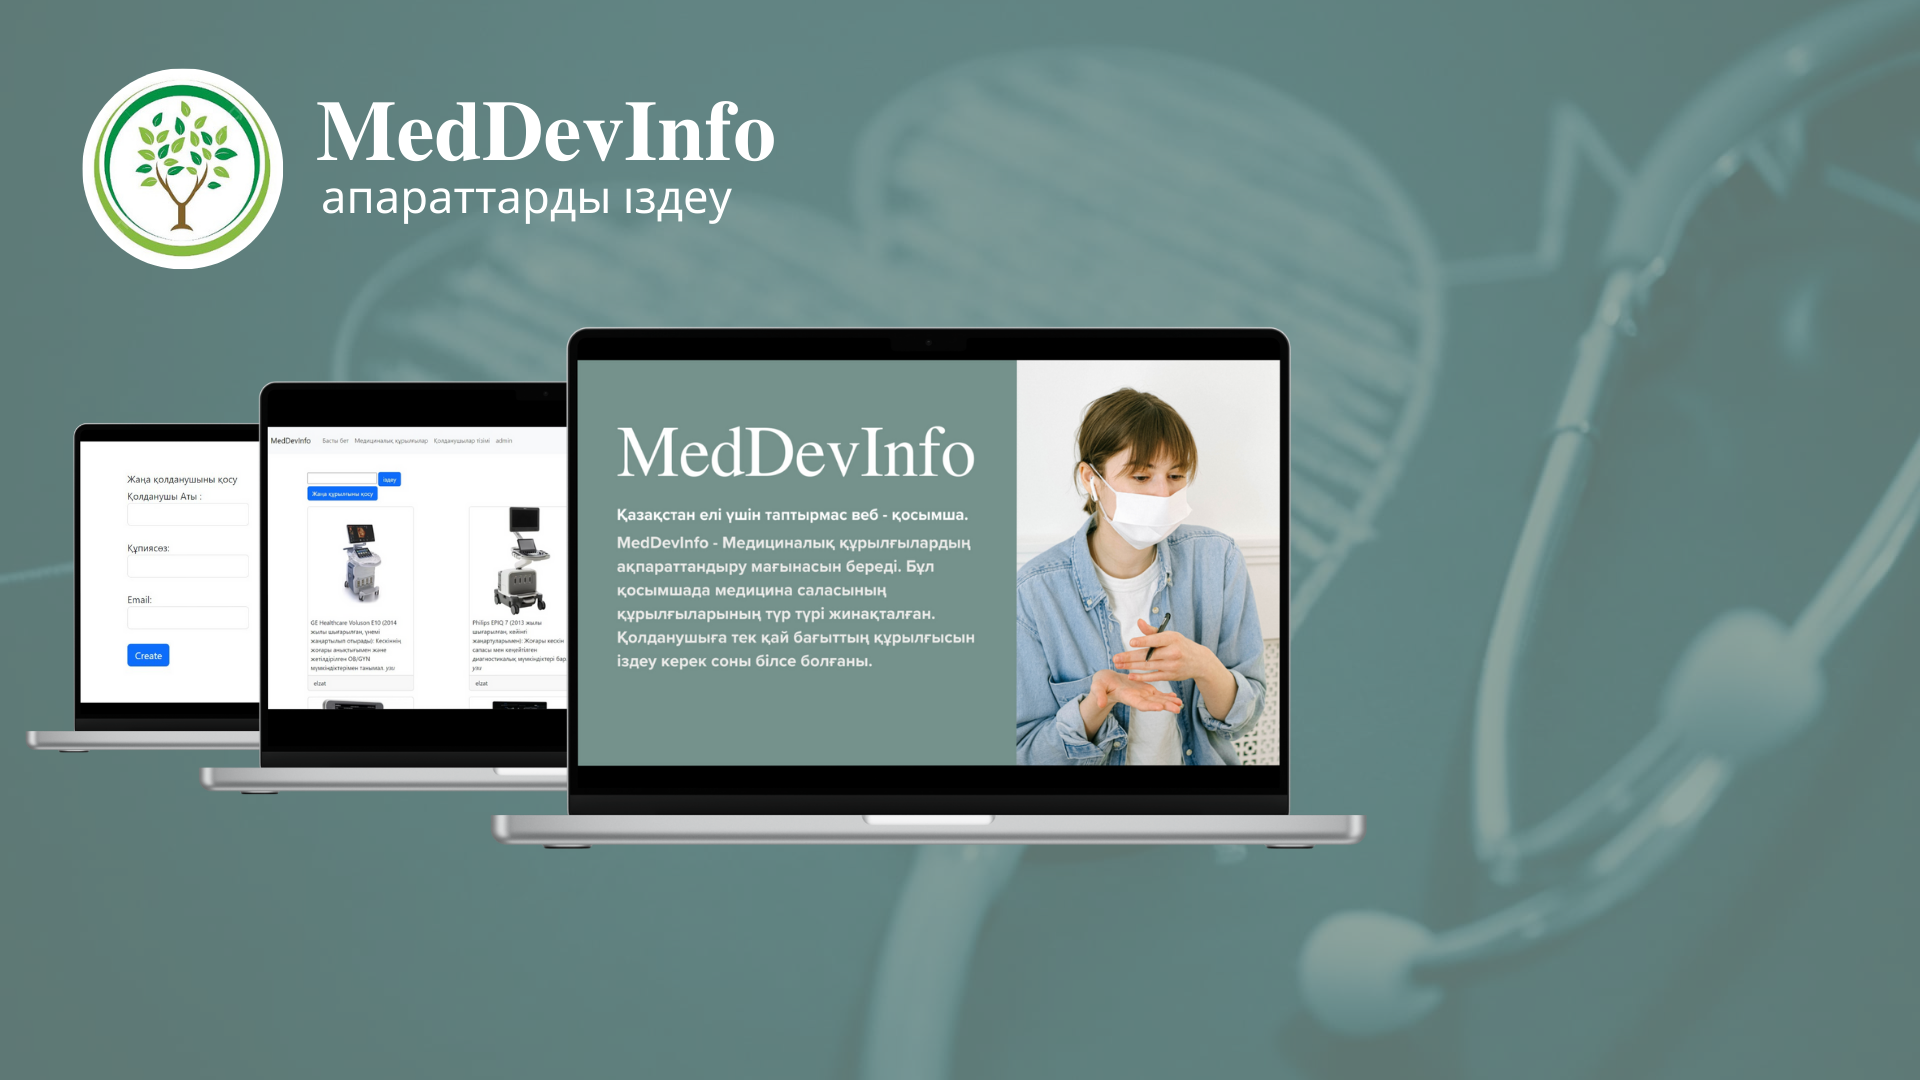 MedDevInfo
апараттарды іздеу
Жаңа қолданушыны қосу
Қолданушы Аты :
Құпиясөз:
Email:
Create
MedDevInfo Басты бет Медициналық құрылғылар Қолданушылар тізімі admin
іздеу
Жаңа құрылғыны қосу
GE Healthcare Voluson E10 (2014
жылы шығарылған, үнемі
жаңартылып отырады): Кескіннің
жоғары анықтығымен және
жетілдірілген OB/GYN
мүмкіндіктерімен танымал. узи
elzat
Philips EPIQ 7 (2013 жылы
шығарылған, кейінгі
жаңартуларымен): Жоғары кескін
сапасы мен кеңейтілген
диагностикалық мүмкіндіктері бар.
узи
elzat
MedDevInfo
Қазақстан елі үшін таптырмас веб - қосымша.
MedDevInfo - Медициналық құрылғылардың
ақпараттандыру мағынасын береді. Бұл
қосымшада медицина саласының
құрылғыларының түр түрі жинақталған.
Қолданушыға тек қай бағыттың құрылғысын
іздеу керек соны білсе болғаны.